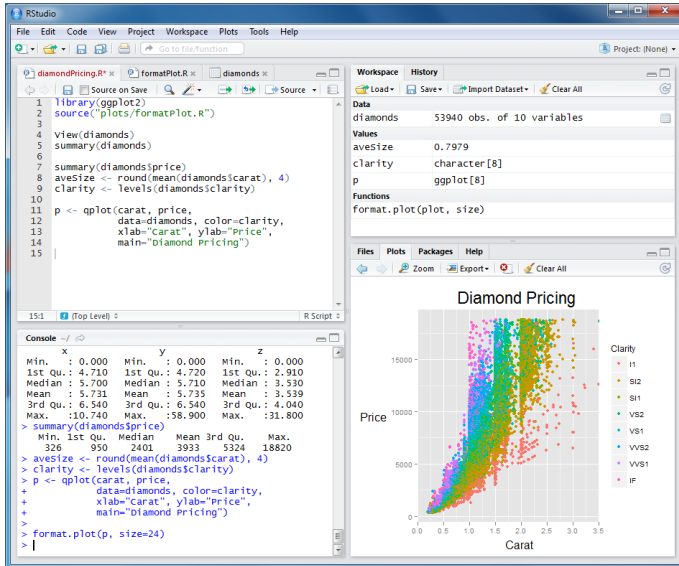 RStudio
File Edit Code View Project Workspace Plots Tools Help
Go to file/function
Project: (None)
diamondPricing.R* × formatPlot.R × diamonds ×
Source on Save Source
1 library(ggplot2)
2 source("plots/formatPlot.R")
3
4 View(diamonds)
5 summary(diamonds)
6
7 summary(diamonds$price)
8 aveSize <- round(mean(diamonds$carat), 4)
9 clarity <- levels(diamonds$clarity)
10
11 p <- qplot(carat, price,
12 data=diamonds, color=clarity,
13 xlab="Carat", ylab="Price",
14 main="Diamond Pricing")
15
15:1 (Top Level) R Script
Console ~/
x y z
Min. : 0.000 Min. : 0.000 Min. : 0.000
1st Qu.: 4.710 1st Qu.: 4.720 1st Qu.: 2.910
Median : 5.700 Median : 5.710 Median : 3.530
Mean : 5.731 Mean : 5.735 Mean : 3.539
3rd Qu.: 6.540 3rd Qu.: 6.540 3rd Qu.: 4.040
Max. :10.740 Max. :58.900 Max. :31.800
> summary(diamonds$price)
Min. 1st Qu. Median Mean 3rd Qu. Max.
326 950 2401 3933 5324 18820
> aveSize <- round(mean(diamonds$carat), 4)
> clarity <- levels(diamonds$clarity)
> p <- qplot(carat, price,
+ data=diamonds, color=clarity,
+ xlab="Carat", ylab="Price",
+ main="Diamond Pricing")
>
> format.plot(p, size=24)
>
Workspace History
Load Save Import Dataset Clear All
Data
diamonds 53940 obs. of 10 variables
Values
aveSize 0.7979
clarity character[8]
p ggplot[8]
Functions
format.plot(plot, size)
Files Plots Packages Help
Zoom Export Clear All
Diamond Pricing
Price
15000
10000
5000
0
0.0 0.5 1.0 1.5 2.0 2.5 3.0 3.5
Carat
Clarity
I1
SI2
SI1
VS2
VS1
VVS2
VVS1
IF